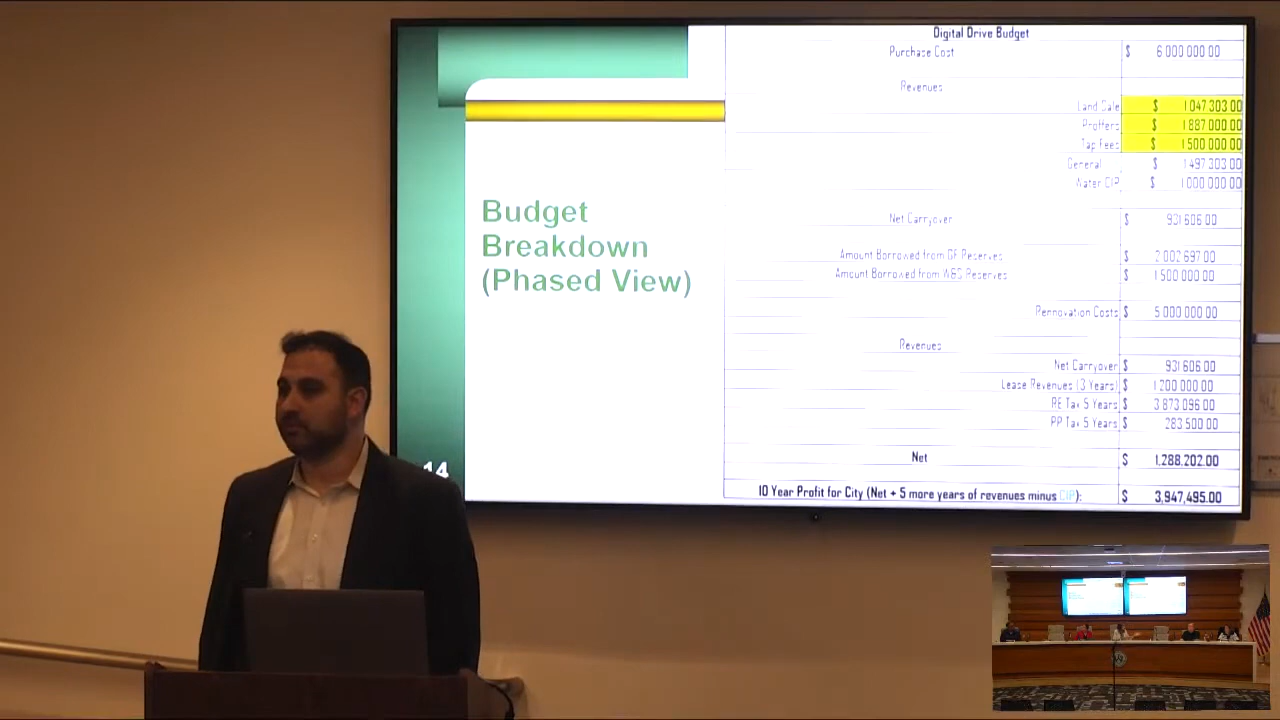 Digital Drive Budget
Purchase Cost $ 6 000 000.00
Revenues
Land Sale $ 1 047 303.00
Proffers $ 1 887 000.00
Tap Fees $ 1 500 000.00
General $ 1 497 303.00
Water CIP $ 1 000 000.00
Net Carryover $ 931 606.00
Amount Borrowed from GF Reserves $ 2 002 697.00
Amount Borrowed from W&S Reserves $ 1 500 000.00
Rennovation Costs $ 5 000 000.00
Revenues
Net Carryover $ 931 606.00
Lease Revenues (3 Years) $ 1 200 000.00
RE Tax 5 Years $ 3 873 096.00
PP Tax 5 Years $ 283 500.00
Net $ 1,288,202.00
10 Year Profit for City (Net + 5 more years of revenues minus CIP): $ 3,947,495.00
Budget
Breakdown
(Phased View)
14